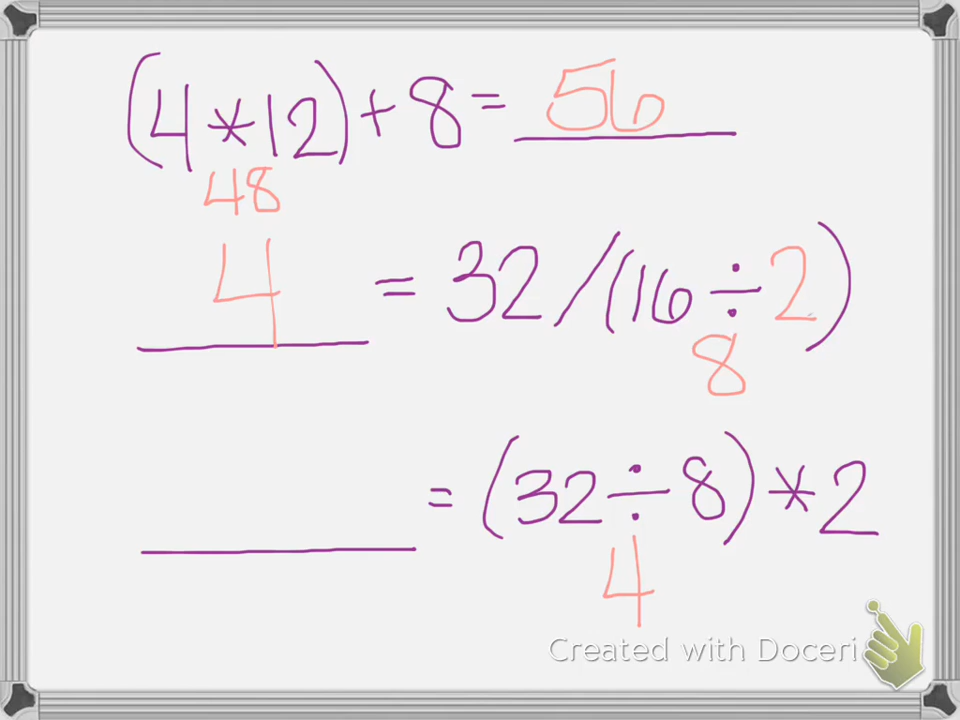 (4*12)+8= 56
48
4 = 32/(16÷2)
8
= (32÷8)*2
4
Created with Doceri